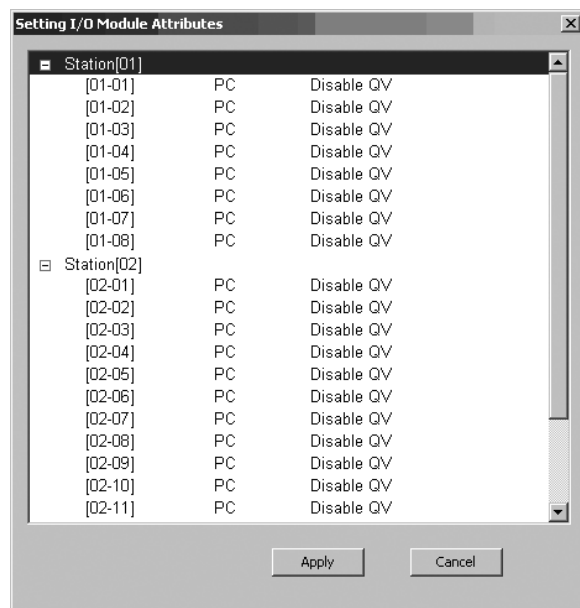 Setting I/O Module Attributes
Station[01]
[01-01] PC Disable QV
[01-02] PC Disable QV
[01-03] PC Disable QV
[01-04] PC Disable QV
[01-05] PC Disable QV
[01-06] PC Disable QV
[01-07] PC Disable QV
[01-08] PC Disable QV
Station[02]
[02-01] PC Disable QV
[02-02] PC Disable QV
[02-03] PC Disable QV
[02-04] PC Disable QV
[02-05] PC Disable QV
[02-06] PC Disable QV
[02-07] PC Disable QV
[02-08] PC Disable QV
[02-09] PC Disable QV
[02-10] PC Disable QV
[02-11] PC Disable QV
Apply Cancel